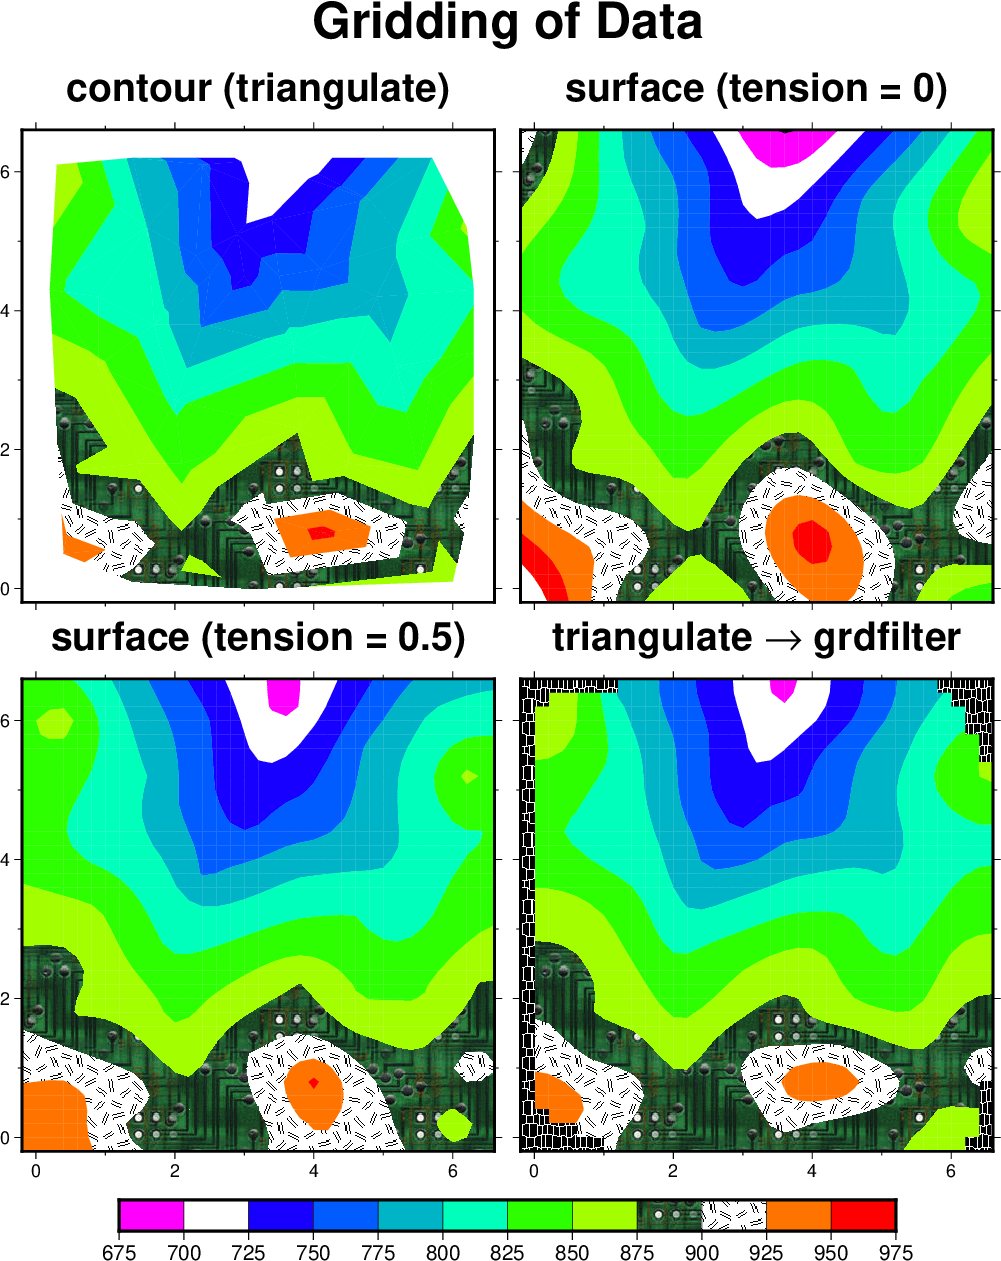 Gridding of Data
contour (triangulate)
surface (tension = 0)
6
4
2
0
surface (tension = 0.5)
triangulate → grdfilter
6
4
2
0
0 2 4 6
0 2 4 6
675 700 725 750 775 800 825 850 875 900 925 950 975